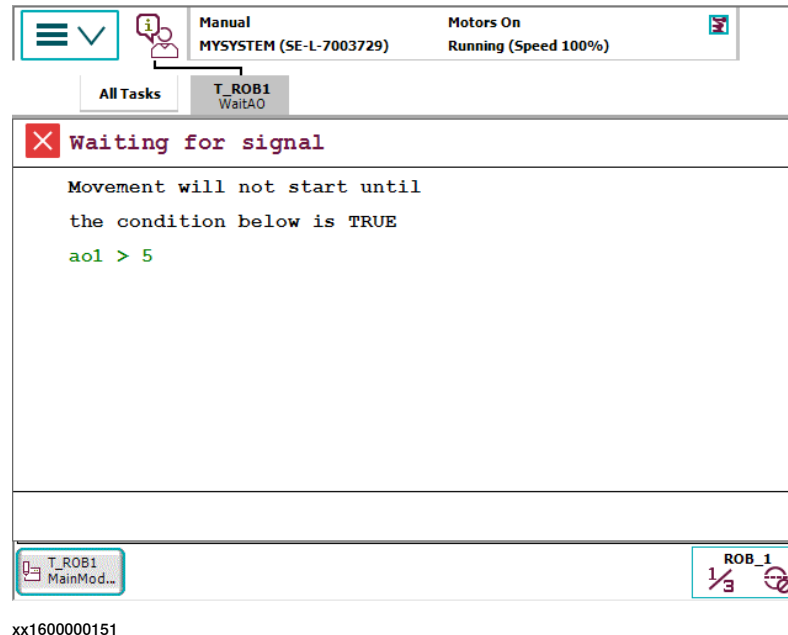 Manual
MYSYSTEM (SE-L-7003729)
Motors On
Running (Speed 100%)
All Tasks
T_ROB1
WaitAO
Waiting for signal
Movement will not start until
the condition below is TRUE
ao1 > 5
T_ROB1
MainMod...
ROB_1
1/3
xx1600000151